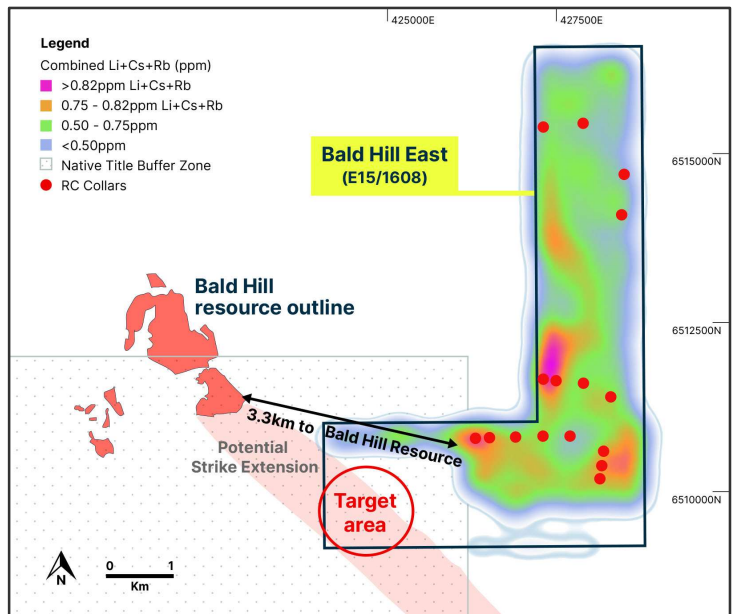 425000E
427500E
Legend
Combined Li+Cs+Rb (ppm)
>0.82ppm Li+Cs+Rb
0.75 - 0.82ppm Li+Cs+Rb
0.50 - 0.75ppm
<0.50ppm
Native Title Buffer Zone
RC Collars
Bald Hill East
(E15/1608)
6515000N
Bald Hill
resource outline
6512500N
3.3km to Bald Hill Resource
Potential
Strike Extension
Target
area
6510000N
N
0 1
Km